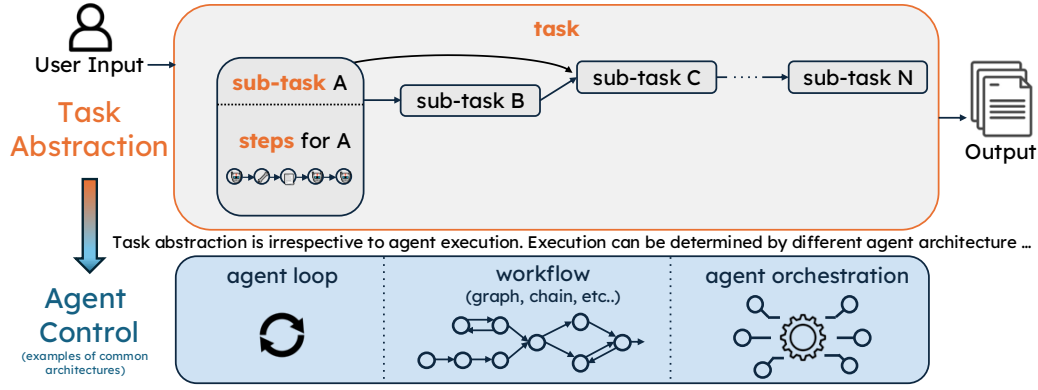 task
User Input
sub-task A
sub-task B
sub-task C
sub-task N
steps for A
Task
Abstraction
Output
Task abstraction is irrespective to agent execution. Execution can be determined by different agent architecture ...
Agent
Control
(examples of common
architectures)
agent loop
workflow
(graph, chain, etc..)
agent orchestration